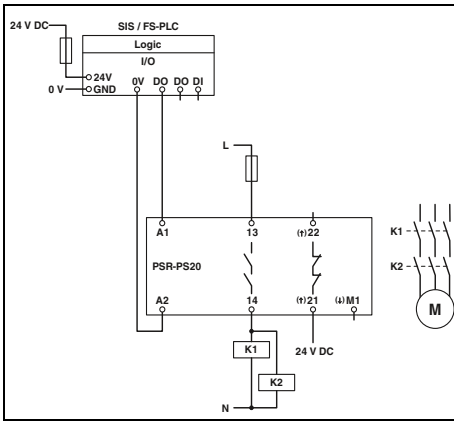 24 V DC
SIS / FS-PLC
Logic
I/O
24V
0 V
GND
0V DO DO DI
L
A1 13 (↑)22
PSR-PS20
A2 14 (↑)21 (↓)M1
K1
K2
M
K1
24 V DC
K2
N